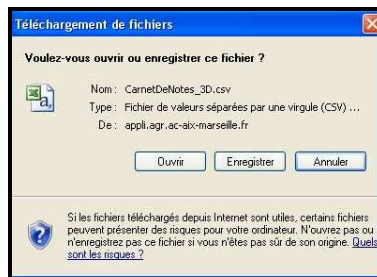 Téléchargement de fichiers
Voulez-vous ouvrir ou enregistrer ce fichier ?
Nom : CarnetDeNotes_3D.csv
Type : Fichier de valeurs séparées par une virgule (CSV) ...
De : appli.agr.ac-aix-marseille.fr
Ouvrir Enregistrer Annuler
Si les fichiers téléchargés depuis Internet sont utiles, certains fichiers
peuvent présenter des risques pour votre ordinateur. N'ouvrez pas ou
n'enregistrez pas ce fichier si vous n'êtes pas sûr de son origine. Quels
sont les risques ?